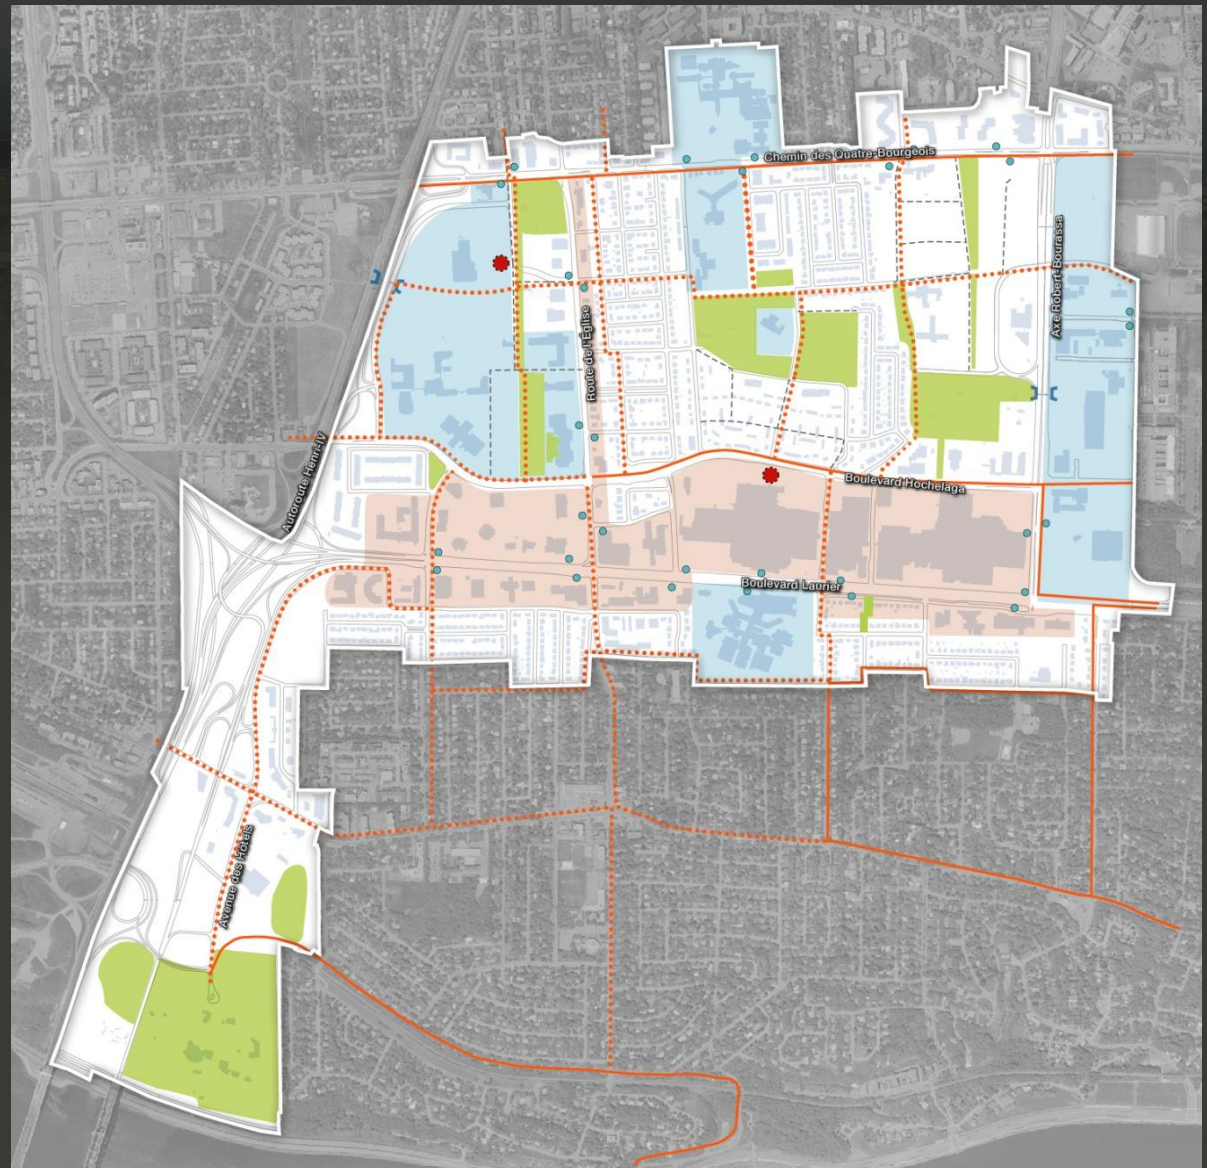 Chemin des Quatre-Bourgeois
Axe Robert-Bourassa
Route de l'Église
Autoroute Henri-IV
Boulevard Hochelaga
Boulevard Laurier
Avenue des Hôtels